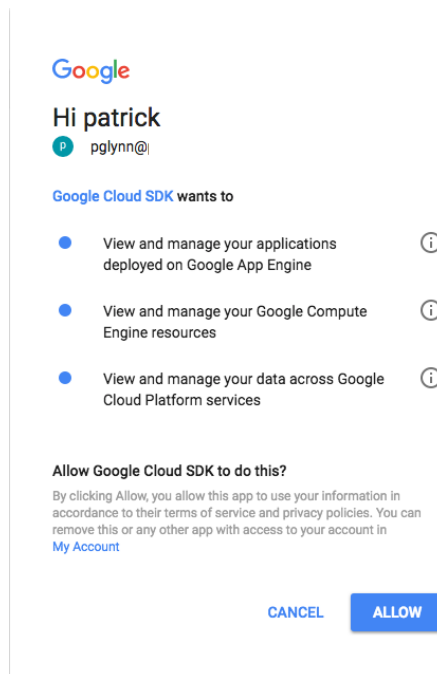 Google
Hi patrick
P
pglynn@
Google Cloud SDK wants to
View and manage your applications
deployed on Google App Engine
View and manage your Google Compute
Engine resources
View and manage your data across Google
Cloud Platform services
Allow Google Cloud SDK to do this?
By clicking Allow, you allow this app to use your information in
accordance to their terms of service and privacy policies. You can
remove this or any other app with access to your account in
My Account
CANCEL ALLOW